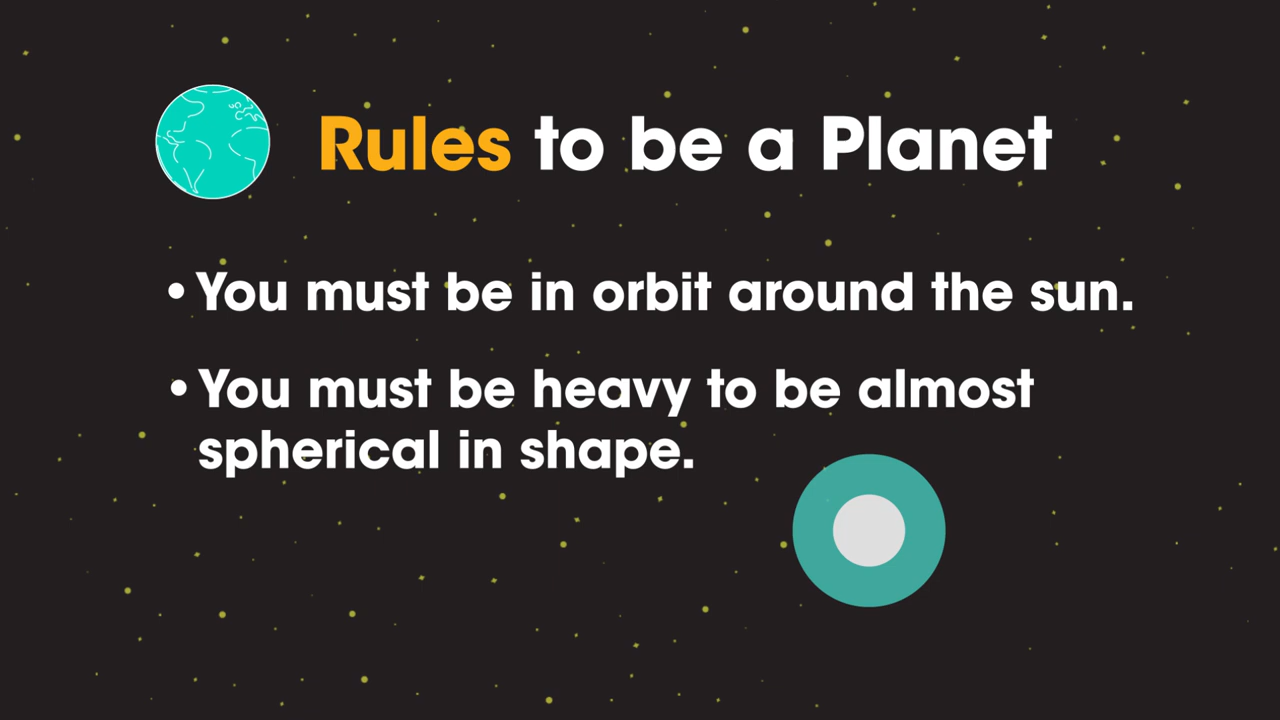 Rules to be a Planet
• You must be in orbit around the sun.
• You must be heavy to be almost
spherical in shape.